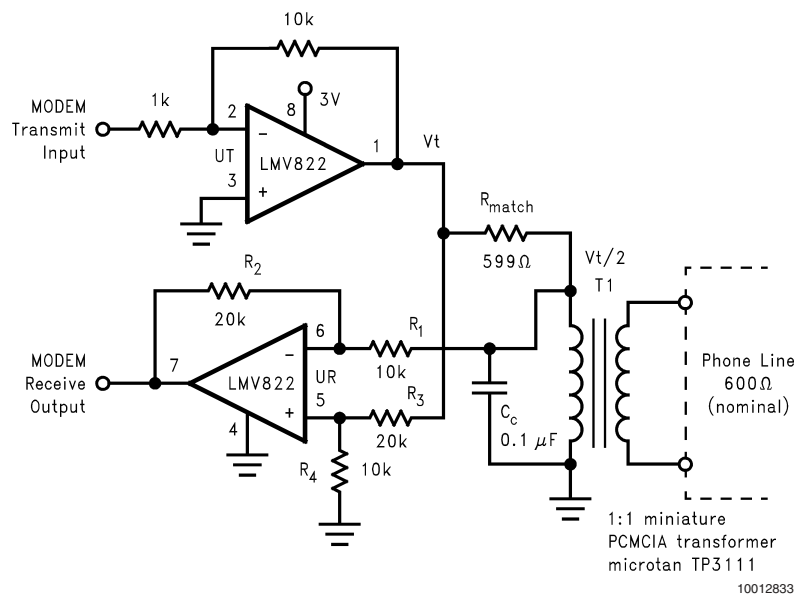 10k
MODEM
Transmit
Input
1k
2
8
3V
−
UT
LMV822
1
Vt
3
+
Rmatch
599Ω
Vt/2
T1
R2
20k
6
R1
MODEM
Receive
Output
7
−
LMV822
UR
10k
Phone Line
600Ω
(nominal)
5
+
R3
4
20k
Cc
0.1 μF
R4
10k
1:1 miniature
PCMCIA transformer
microtan TP3111
10012833